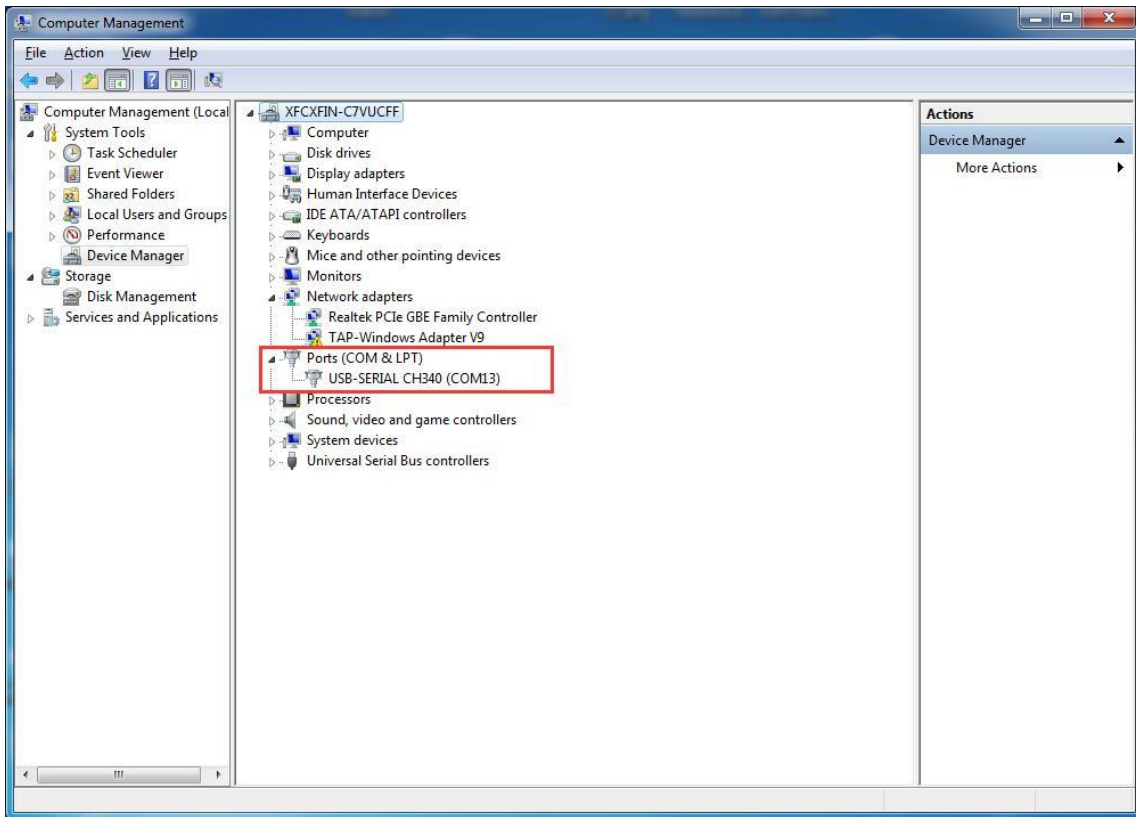 Computer Management
File Action View Help
Computer Management (Local
System Tools
Task Scheduler
Event Viewer
Shared Folders
Local Users and Groups
Performance
Device Manager
Storage
Disk Management
Services and Applications
XFCXFIN-C7VUCFF
Computer
Disk drives
Display adapters
Human Interface Devices
IDE ATA/ATAPI controllers
Keyboards
Mice and other pointing devices
Monitors
Network adapters
Realtek PCIe GBE Family Controller
TAP-Windows Adapter V9
Ports (COM & LPT)
USB-SERIAL CH340 (COM13)
Processors
Sound, video and game controllers
System devices
Universal Serial Bus controllers
Actions
Device Manager
More Actions